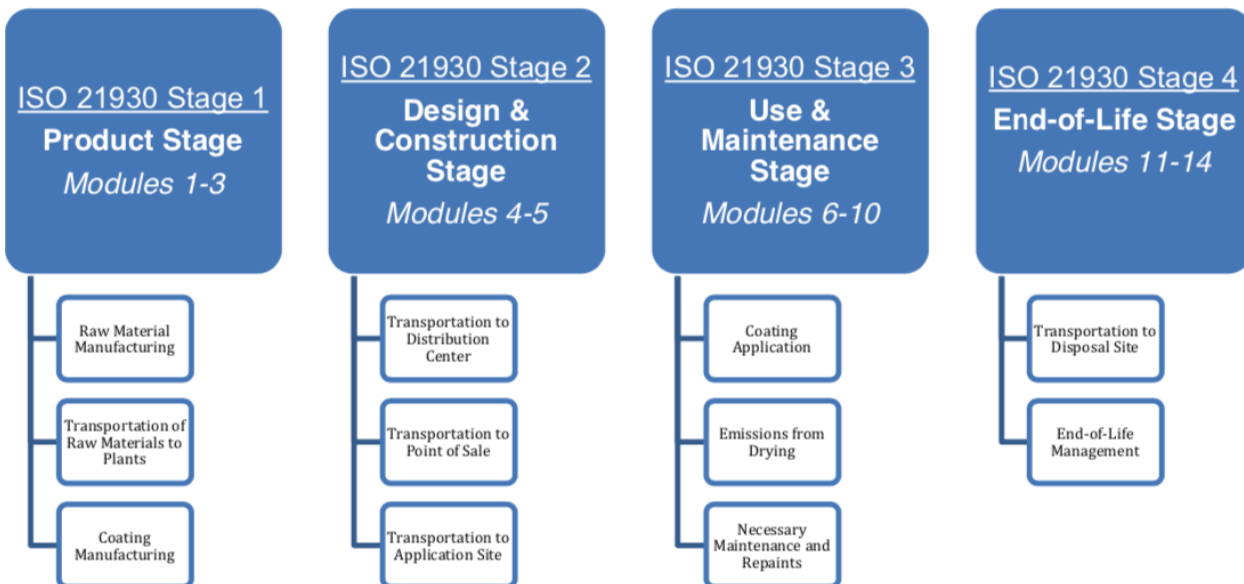 ISO 21930 Stage 1
Product Stage
Modules 1-3
Raw Material
Manufacturing
Transportation of
Raw Materials to
Plants
Coating
Manufacturing
ISO 21930 Stage 2
Design &
Construction
Stage
Modules 4-5
Transportation to
Distribution
Center
Transportation to
Point of Sale
Transportation to
Application Site
ISO 21930 Stage 3
Use &
Maintenance
Stage
Modules 6-10
Coating
Application
Emissions from
Drying
Necessary
Maintenance and
Repaints
ISO 21930 Stage 4
End-of-Life Stage
Modules 11-14
Transportation to
Disposal Site
End-of-Life
Management